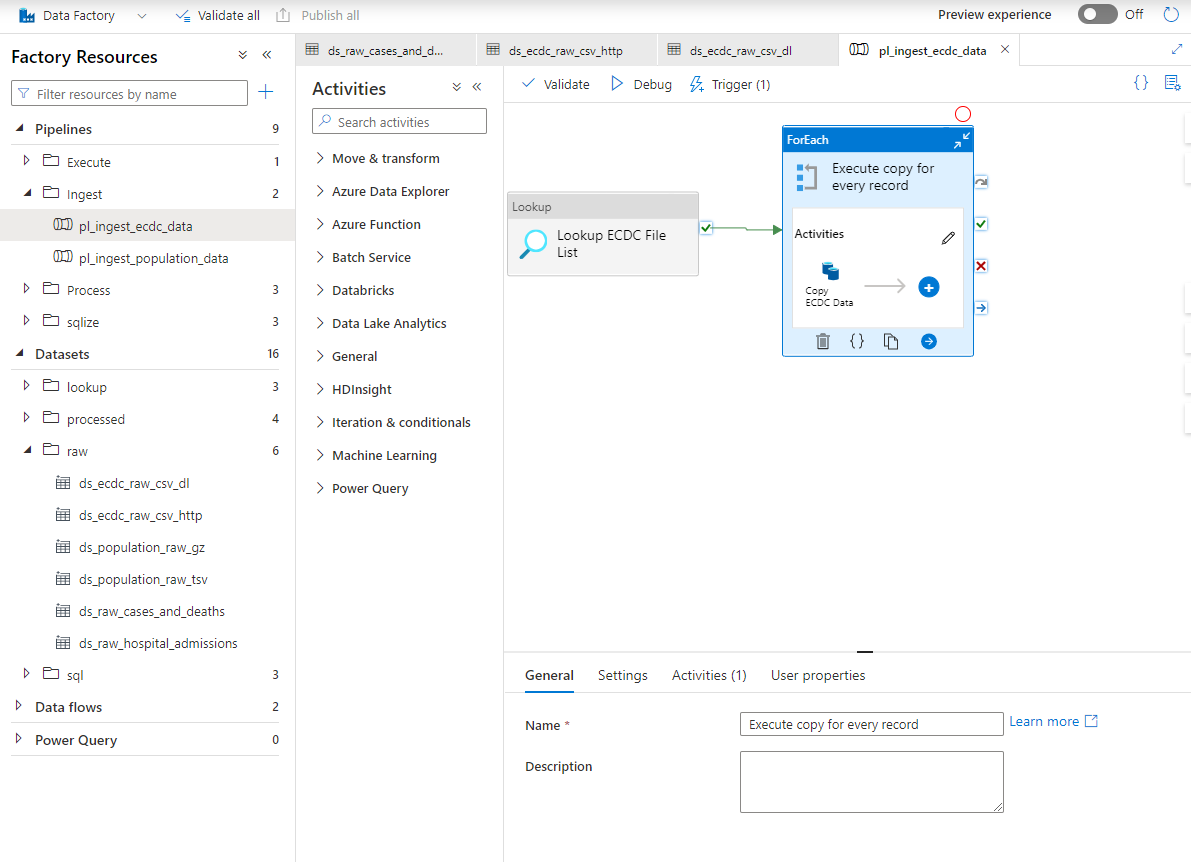 Data Factory
Validate all
Publish all
Preview experience
Off
Factory Resources
Filter resources by name
Pipelines 9
Execute 1
Ingest 2
pl_ingest_ecdc_data
pl_ingest_population_data
Process 3
sqlize 3
Datasets 16
lookup 3
processed 4
raw 6
ds_ecdc_raw_csv_dl
ds_ecdc_raw_csv_http
ds_population_raw_gz
ds_population_raw_tsv
ds_raw_cases_and_deaths
ds_raw_hospital_admissions
sql 3
Data flows 2
Power Query 0
ds_raw_cases_and_d...
ds_ecdc_raw_csv_http
ds_ecdc_raw_csv_dl
pl_ingest_ecdc_data
Activities
Search activities
Move & transform
Azure Data Explorer
Azure Function
Batch Service
Databricks
Data Lake Analytics
General
HDInsight
Iteration & conditionals
Machine Learning
Power Query
Validate
Debug
Trigger (1)
{}
Lookup
Lookup ECDC File
List
ForEach
Execute copy for
every record
Activities
Copy
ECDC Data
{}
General
Settings
Activities (1)
User properties
Name *
Execute copy for every record
Learn more
Description